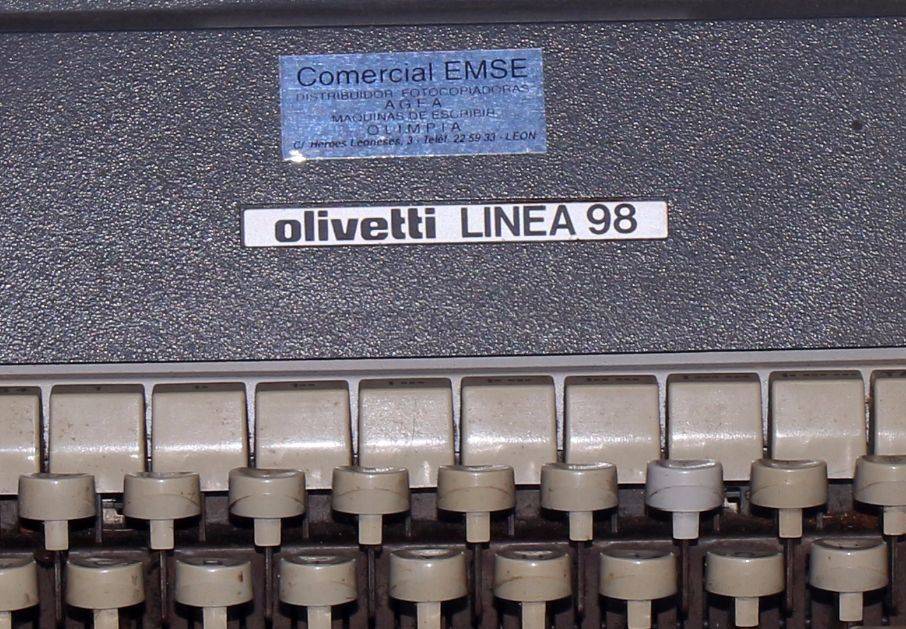 Comercial EMSE
DISTRIBUIDOR FOTOCOPIADORAS
AGFA
MAQUINAS DE ESCRIBIR
OLIMPIA
C/ Heroes Leoneses, 3 - Teléf. 22 59 33 - LEON
olivetti LINEA 98